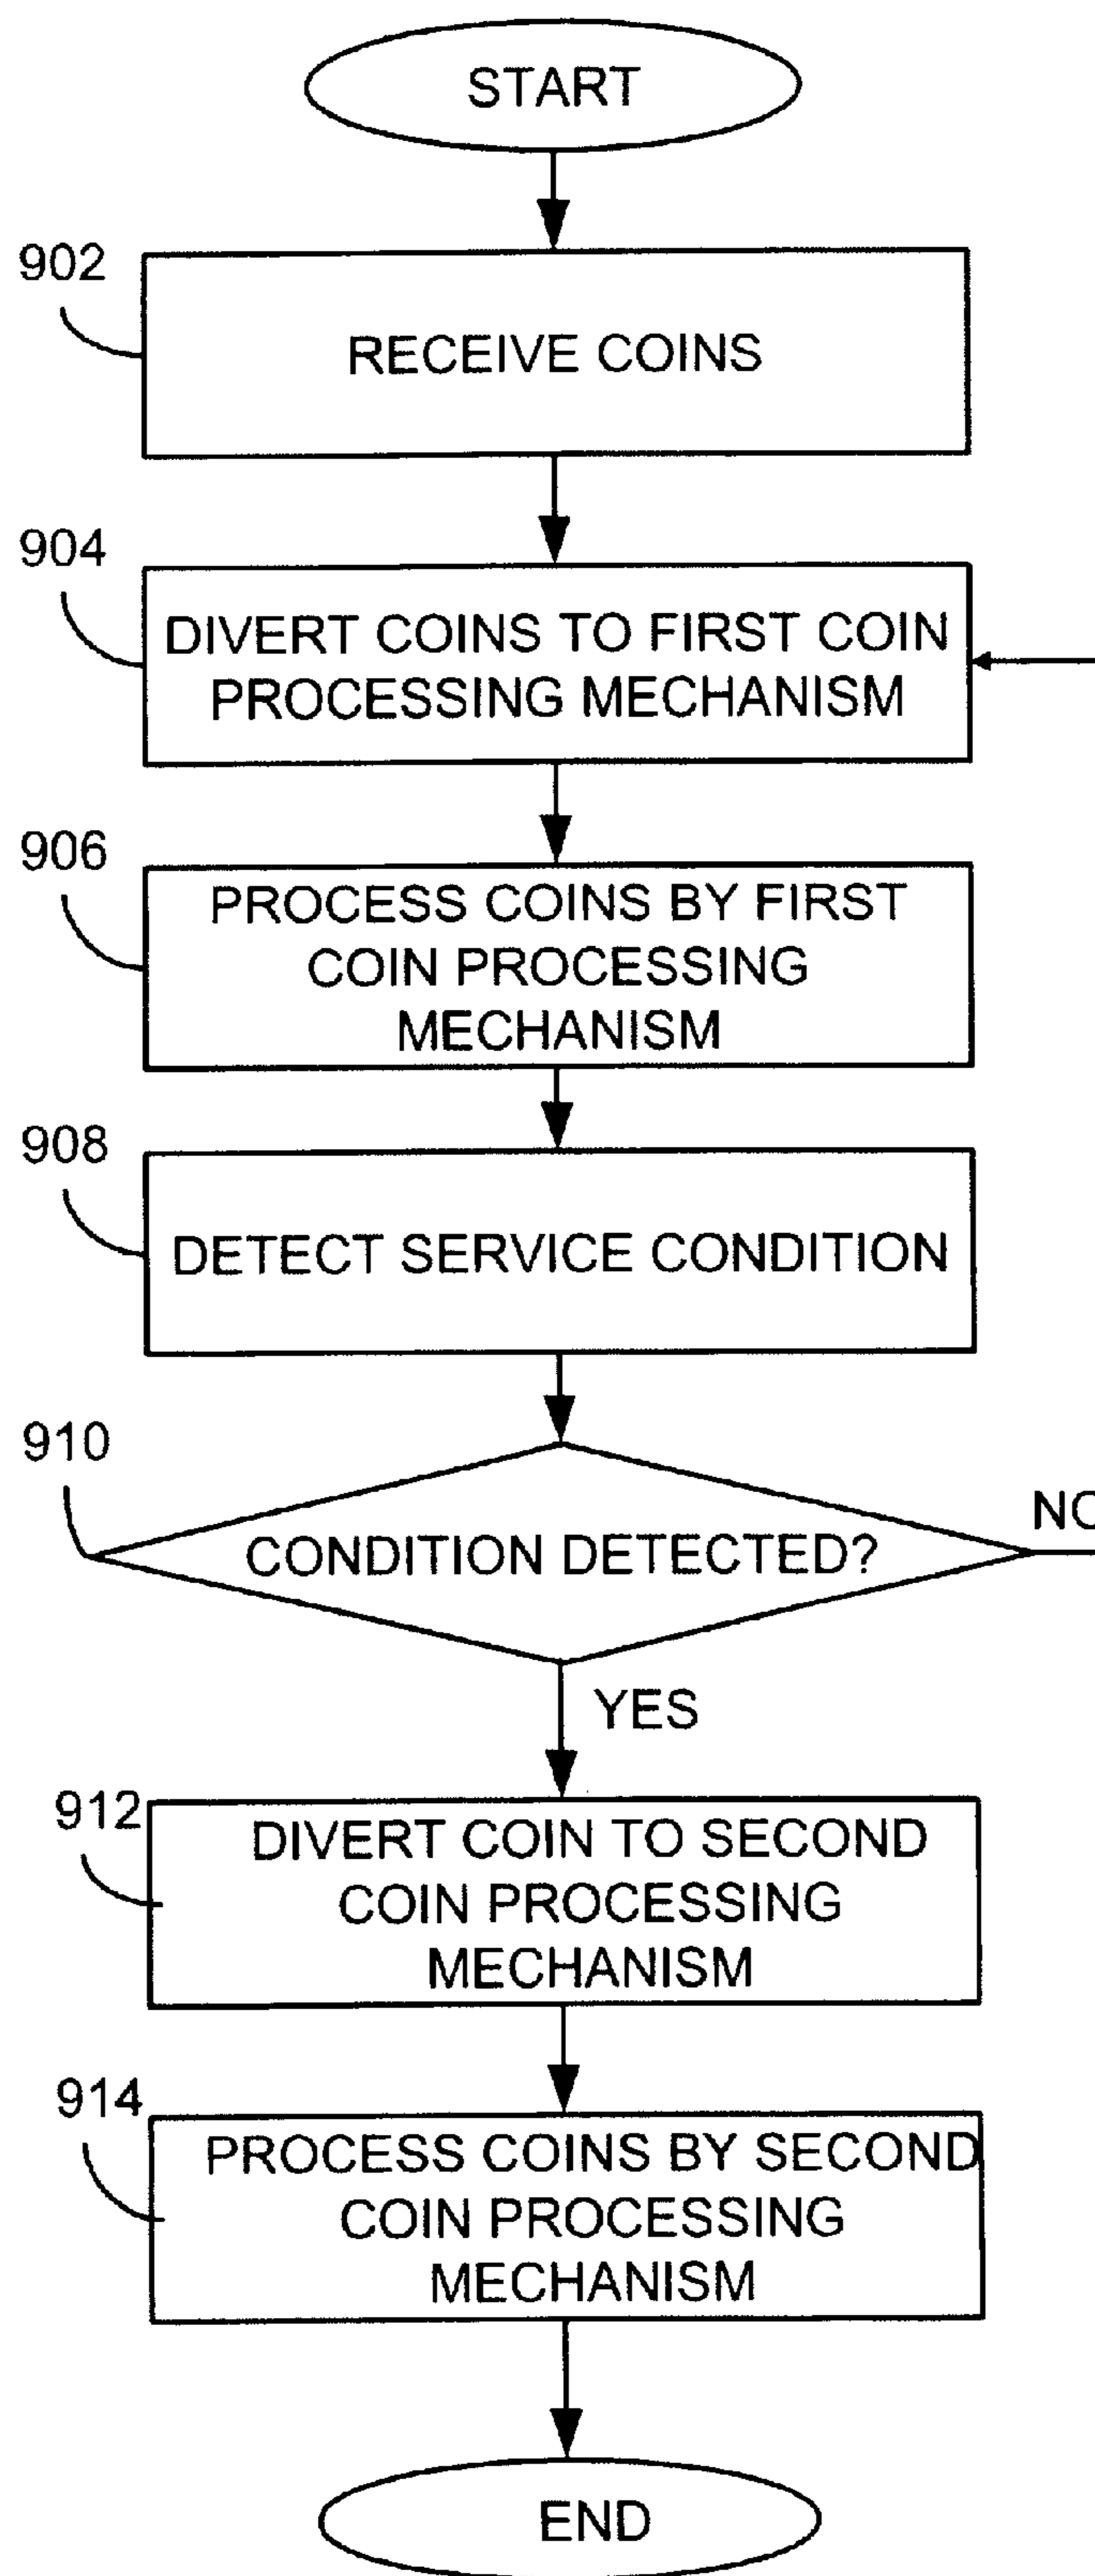 START
902
RECEIVE COINS
904
DIVERT COINS TO FIRST COIN
PROCESSING MECHANISM
906
PROCESS COINS BY FIRST
COIN PROCESSING
MECHANISM
908
DETECT SERVICE CONDITION
910
CONDITION DETECTED?
NO
YES
912
DIVERT COIN TO SECOND
COIN PROCESSING
MECHANISM
914
PROCESS COINS BY SECOND
COIN PROCESSING
MECHANISM
END